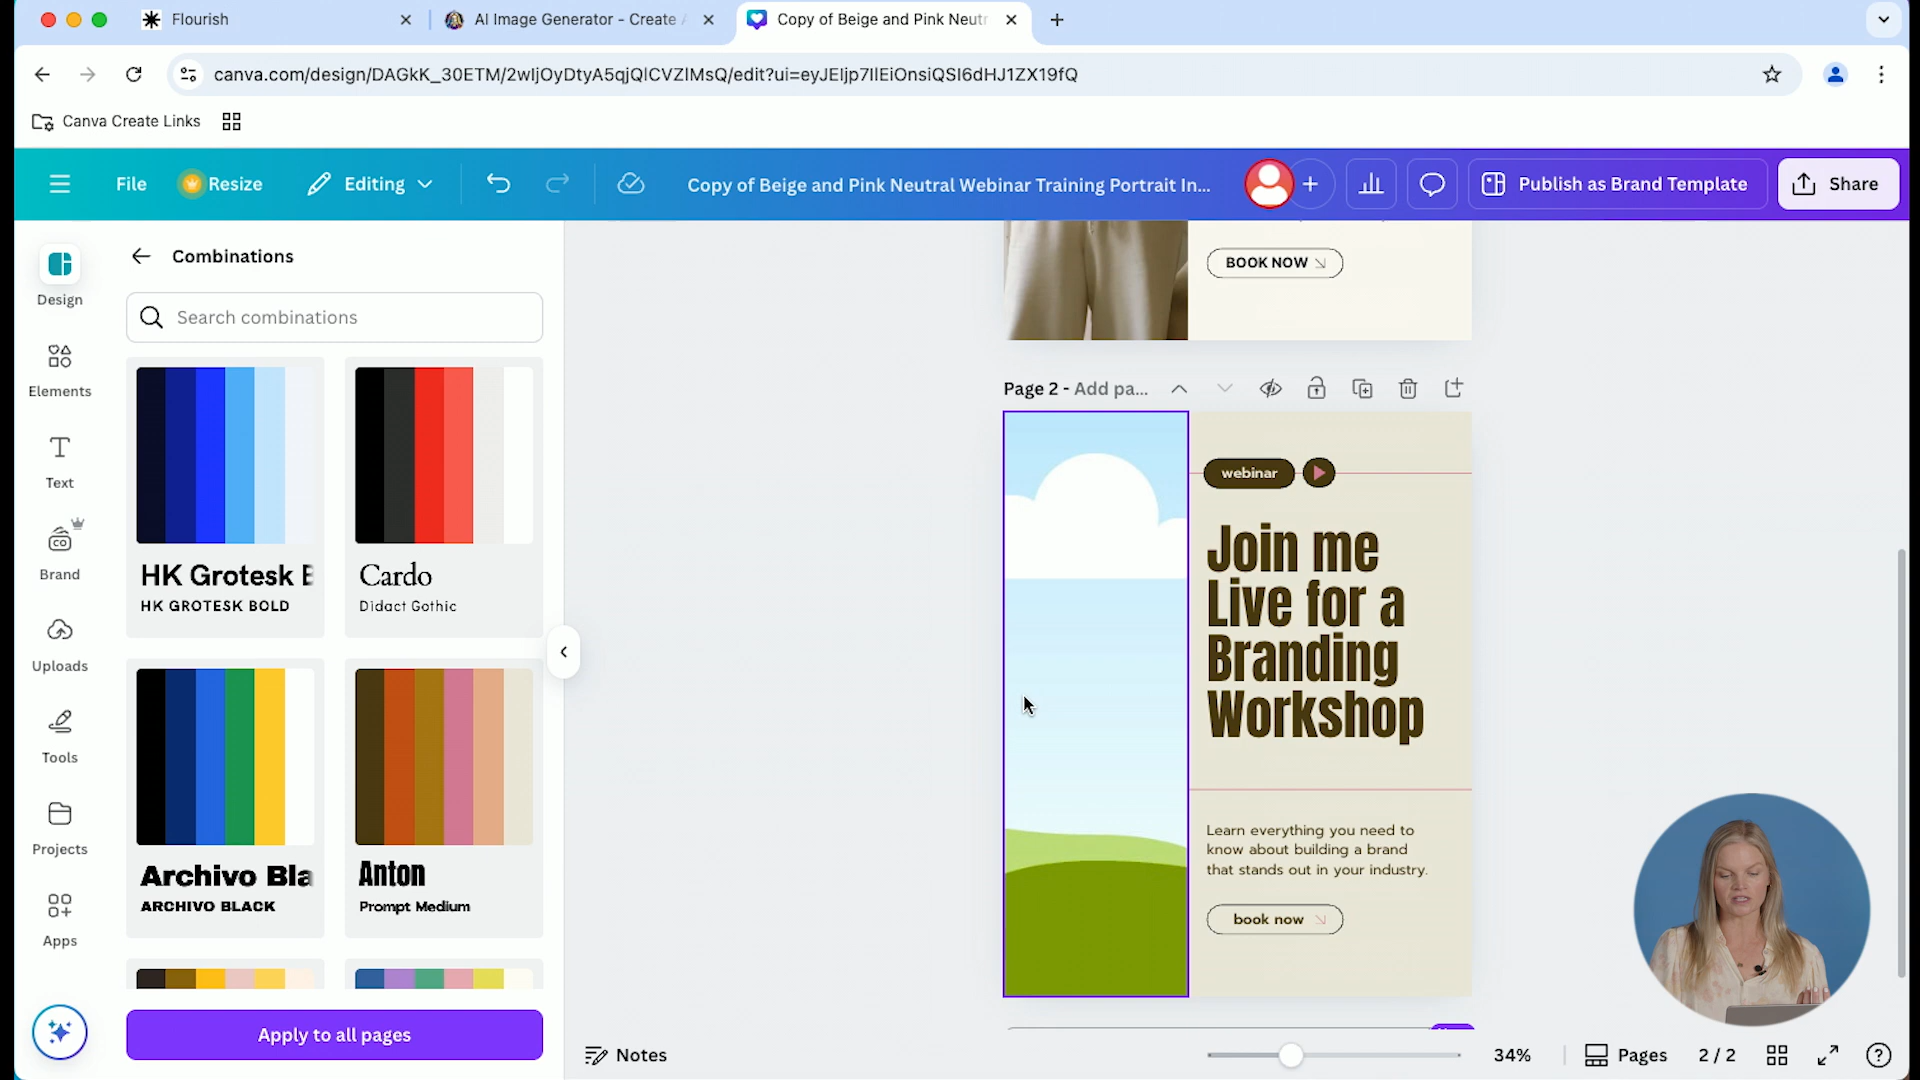 Flourish
AI Image Generator - Create A
Copy of Beige and Pink Neutr
canva.com/design/DAGkK_30ETM/2wIjOyDtyA5qjQlCVZlMsQ/edit?ui=eyJEIjp7IlEiOnsiQSI6dHJ1ZX19fQ
Canva Create Links
File
Resize
Editing
Copy of Beige and Pink Neutral Webinar Training Portrait In...
Publish as Brand Template
Share
Design
Elements
Text
Brand
Uploads
Tools
Projects
Apps
Combinations
Search combinations
HK Grotesk B
HK GROTESK BOLD
Cardo
Didact Gothic
Archivo Bla
ARCHIVO BLACK
Anton
Prompt Medium
Apply to all pages
BOOK NOW
Page 2 - Add pa...
webinar
Join me
Live for a
Branding
Workshop
Learn everything you need to
know about building a brand
that stands out in your industry.
book now
Notes
34%
Pages
2 / 2